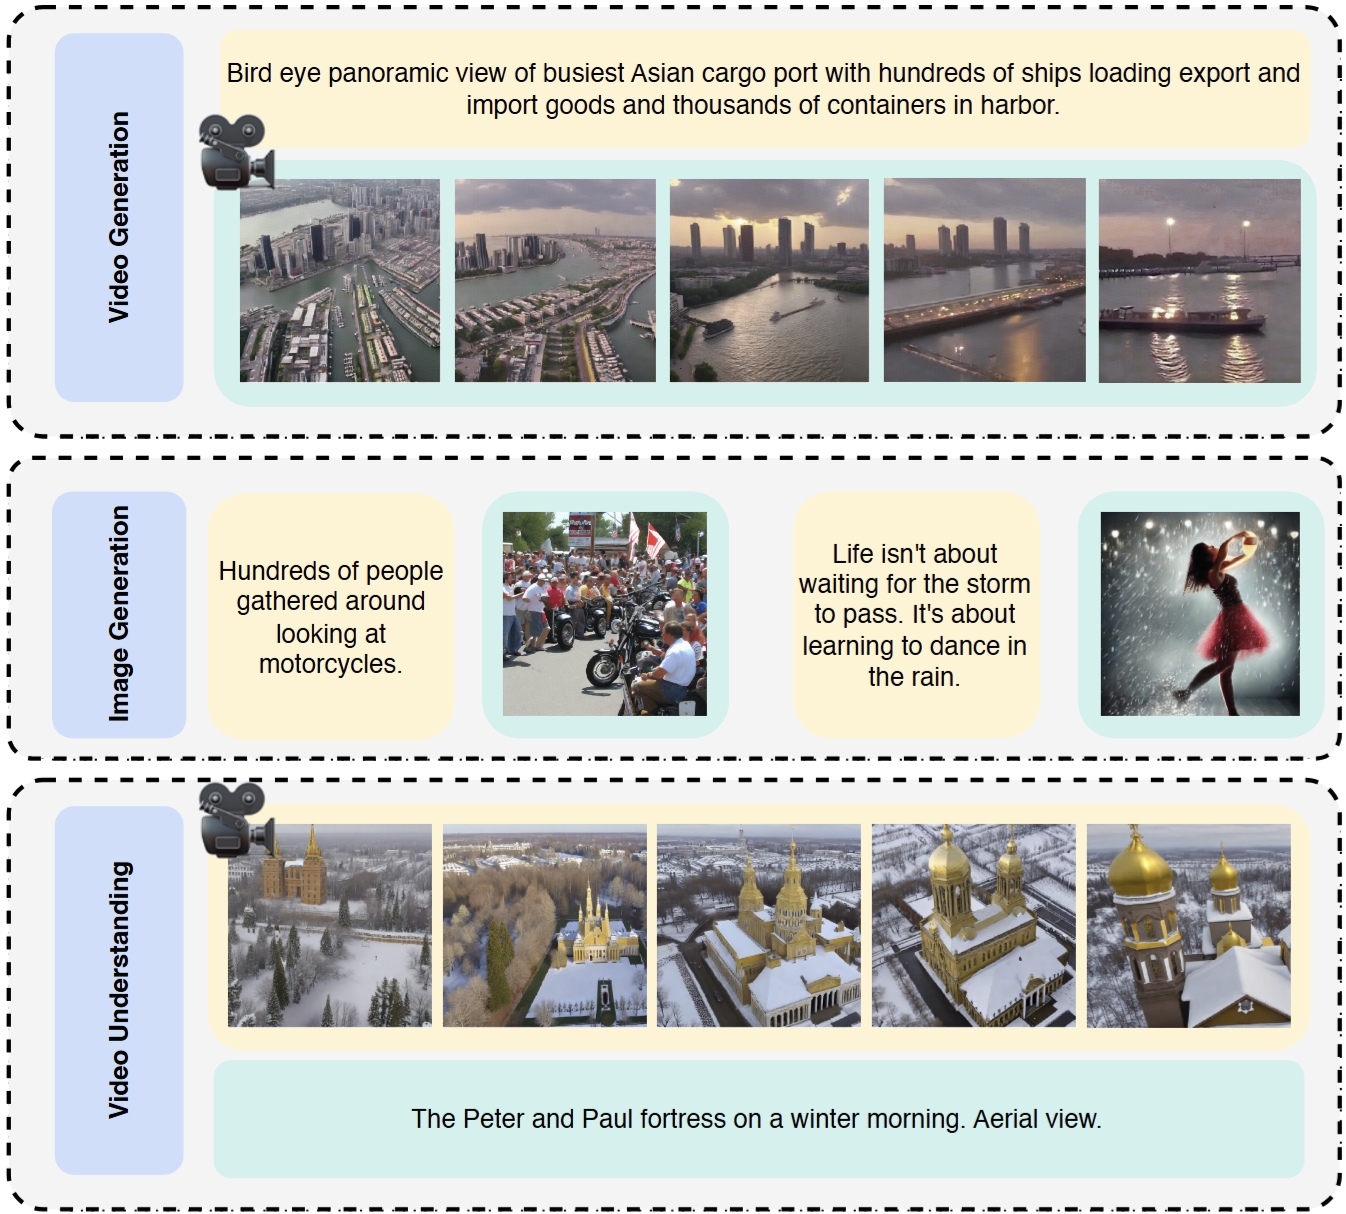 Video Generation
Bird eye panoramic view of busiest Asian cargo port with hundreds of ships loading export and
import goods and thousands of containers in harbor.
Image Generation
Hundreds of people
gathered around
looking at
motorcycles.
Life isn't about
waiting for the storm
to pass. It's about
learning to dance in
the rain.
Video Understanding
The Peter and Paul fortress on a winter morning. Aerial view.